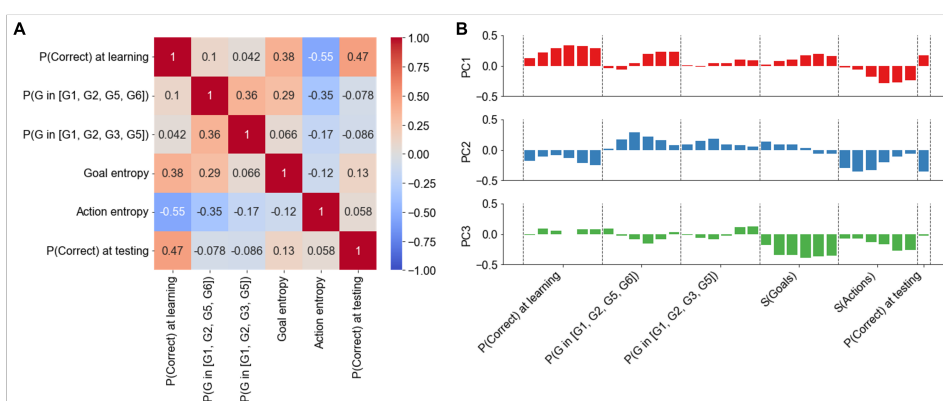 A
P(Correct) at learning
1
0.1
0.042
0.38
-0.55
0.47
P(G in [G1, G2, G5, G6])
0.1
1
0.36
0.29
-0.35
-0.078
P(G in [G1, G2, G3, G5])
0.042
0.36
1
0.066
-0.17
-0.086
Goal entropy
0.38
0.29
0.066
1
-0.12
0.13
Action entropy
-0.55
-0.35
-0.17
-0.12
1
0.058
P(Correct) at testing
0.47
-0.078
-0.086
0.13
0.058
1
P(Correct) at learning
P(G in [G1, G2, G5, G6])
P(G in [G1, G2, G3, G5])
Goal entropy
Action entropy
P(Correct) at testing
1.00
0.75
0.50
0.25
0.00
-0.25
-0.50
-0.75
-1.00
B
PC1
0.5
0.0
-0.5
PC2
0.5
0.0
-0.5
PC3
0.5
0.0
-0.5
P(Correct) at learning
P(G in [G1, G2, G5, G6])
P(G in [G1, G2, G3, G5])
S(Goals)
S(Actions)
P(Correct) at testing